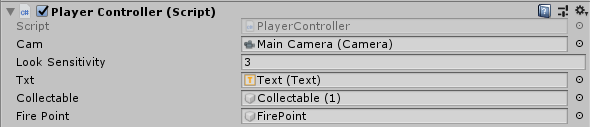 Player Controller (Script)
Script PlayerController
Cam Main Camera (Camera)
Look Sensitivity 3
Txt Text (Text)
Collectable Collectable (1)
Fire Point FirePoint